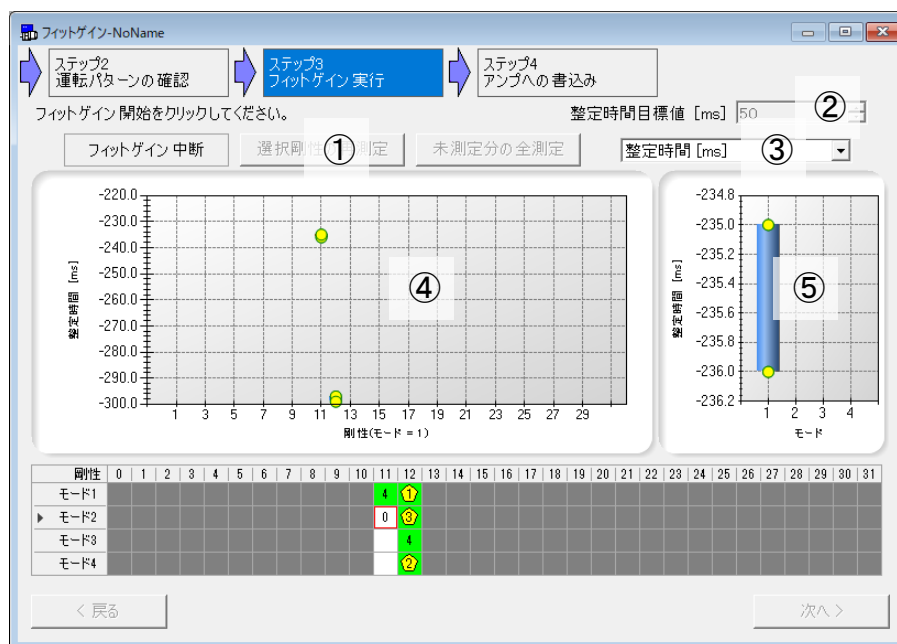 フィットゲイン-NoName
ステップ2
運転パターンの確認
ステップ3
フィットゲイン実行
ステップ4
アンプへの書込み
フィットゲイン開始をクリックしてください。
整定時間目標値 [ms] 50 ②
フィットゲイン中断
選択剛性 ① 測定
未測定分の全測定
整定時間 [ms] ③
-220.0
-230.0
-240.0
-250.0
-260.0
-270.0
-280.0
-290.0
-300.0
整定時間 [ms]
④
1 3 5 7 9 11 13 15 17 19 21 23 25 27 29
剛性(モード = 1)
-234.8
-235.0
-235.2
-235.4
-235.6
-235.8
-236.0
-236.2
整定時間 [ms]
⑤
1 2 3 4
モード
剛性 0 1 2 3 4 5 6 7 8 9 10 11 12 13 14 15 16 17 18 19 20 21 22 23 24 25 26 27 28 29 30 31
モード1 4 1
モード2 0 3
モード3 4
モード4 2
< 戻る
次へ >